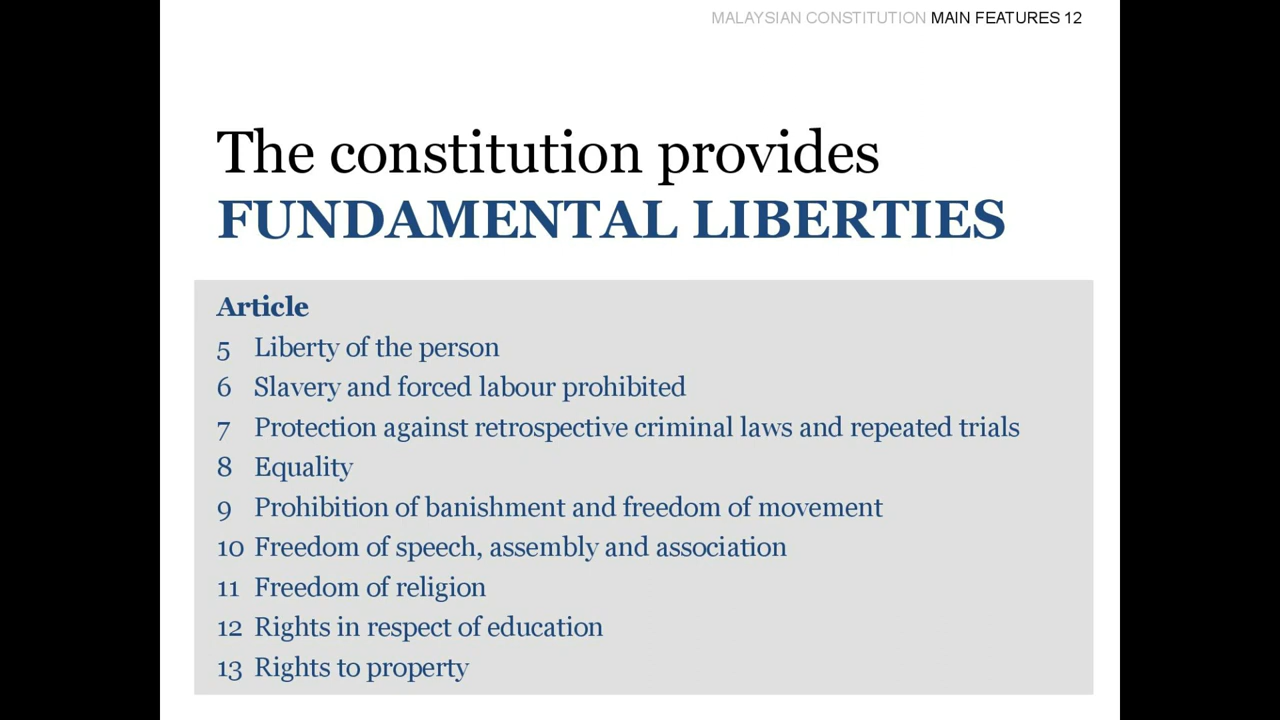 MALAYSIAN CONSTITUTION MAIN FEATURES 12
The constitution provides
FUNDAMENTAL LIBERTIES
Article
5 Liberty of the person
6 Slavery and forced labour prohibited
7 Protection against retrospective criminal laws and repeated trials
8 Equality
9 Prohibition of banishment and freedom of movement
10 Freedom of speech, assembly and association
11 Freedom of religion
12 Rights in respect of education
13 Rights to property